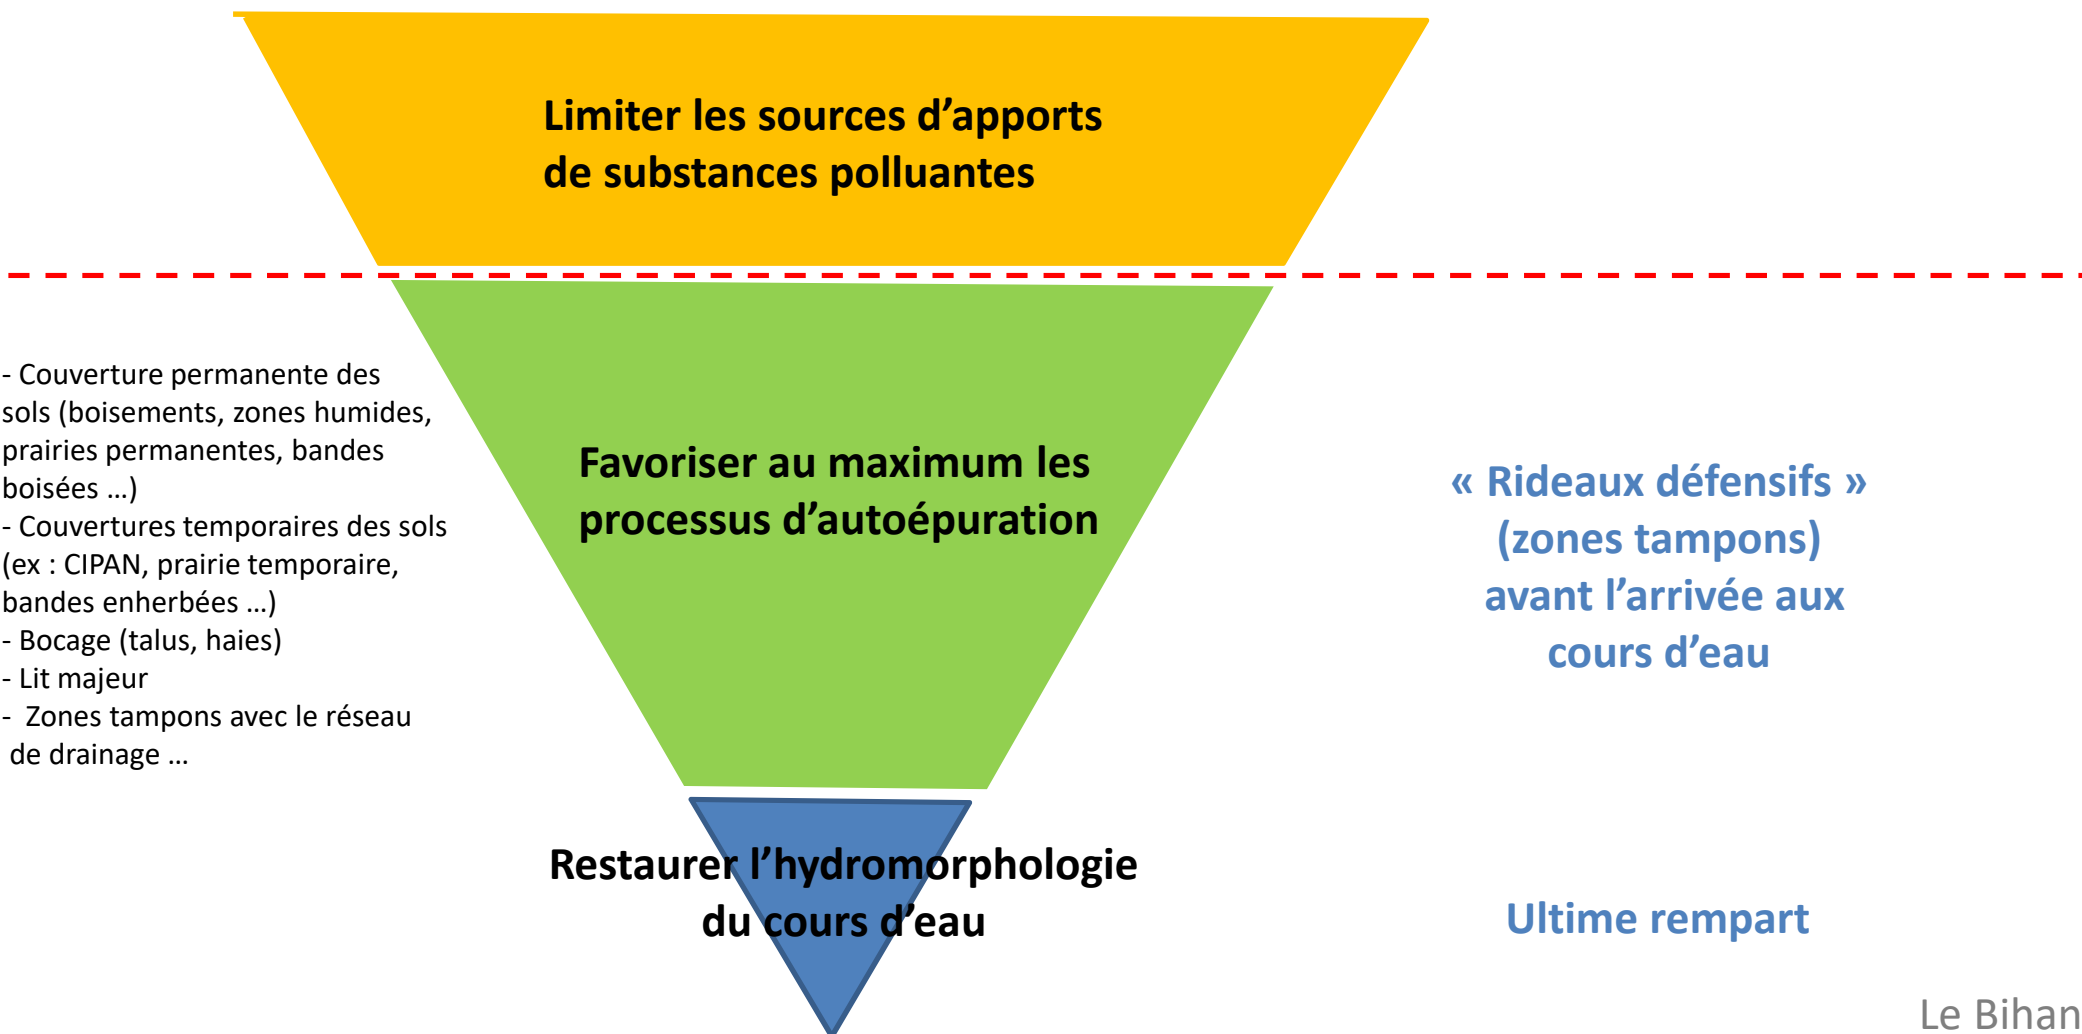 Limiter les sources d’apports
de substances polluantes
- Couverture permanente des
sols (boisements, zones humides,
prairies permanentes, bandes
boisées …)
- Couvertures temporaires des sols
(ex : CIPAN, prairie temporaire,
bandes enherbées …)
- Bocage (talus, haies)
- Lit majeur
- Zones tampons avec le réseau
de drainage …
Favoriser au maximum les
processus d’autoépuration
« Rideaux défensifs »
(zones tampons)
avant l’arrivée aux
cours d’eau
Restaurer l’hydromorphologie
du cours d’eau
Ultime rempart
Le Bihan